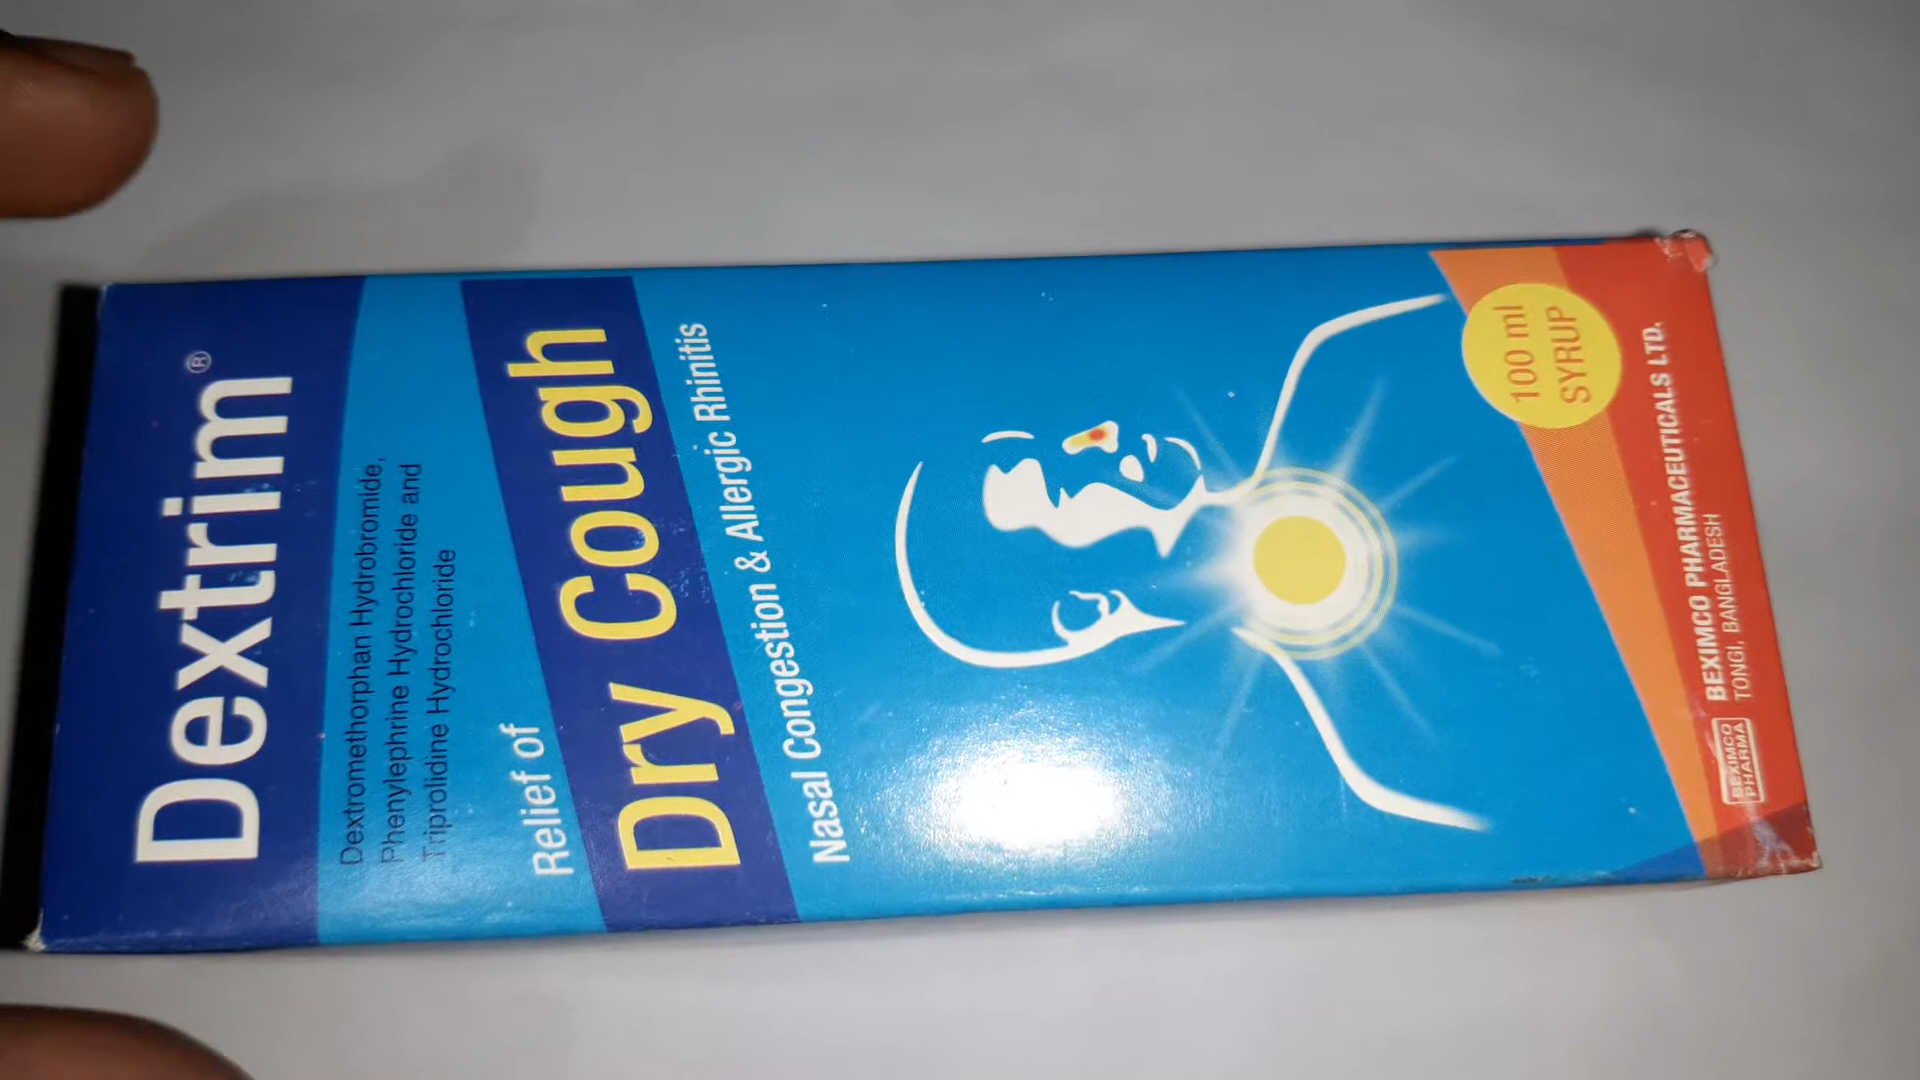 Dextrim®
Dextromethorphan Hydrobromide,
Phenylephrine Hydrochloride and
Triprolidine Hydrochloride
Relief of
Dry Cough
Nasal Congestion & Allergic Rhinitis
100 ml
SYRUP
BEXIMCO
PHARMA
BEXIMCO PHARMACEUTICALS LTD.
TONGI, BANGLADESH